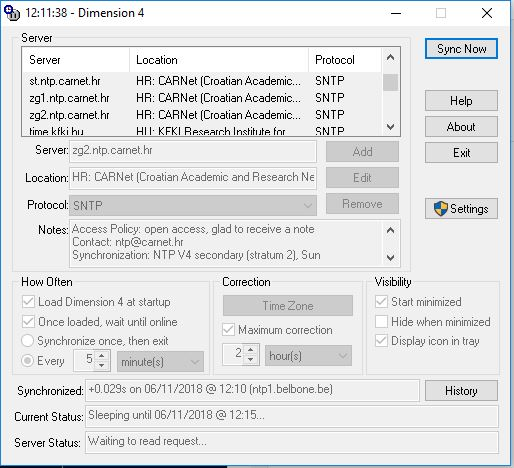 12:11:38 - Dimension 4
Server
Sync Now
Server Location Protocol
st.ntp.carnet.hr HR: CARNet (Croatian Academic... SNTP
zg1.ntp.carnet.hr HR: CARNet (Croatian Academic... SNTP
zg2.ntp.carnet.hr HR: CARNet (Croatian Academic... SNTP
time.kfki.hu HU: KFKI Research Institute for SNTP
Help
About
Exit
Settings
Server: zg2.ntp.carnet.hr Add
Location: HR: CARNet (Croatian Academic and Research Ne Edit
Protocol: SNTP Remove
Notes: Access Policy: open access, glad to receive a note
Contact: ntp@carnet.hr
Synchronization: NTP V4 secondary (stratum 2), Sun
How Often
Load Dimension 4 at startup
Once loaded, wait until online
Synchronize once, then exit
Every 5 minute(s)
Correction
Time Zone
Maximum correction
2 hour(s)
Visibility
Start minimized
Hide when minimized
Display icon in tray
Synchronized: +0.029s on 06/11/2018 @ 12:10 (ntp1.belbone.be) History
Current Status: Sleeping until 06/11/2018 @ 12:15...
Server Status: Waiting to read request...